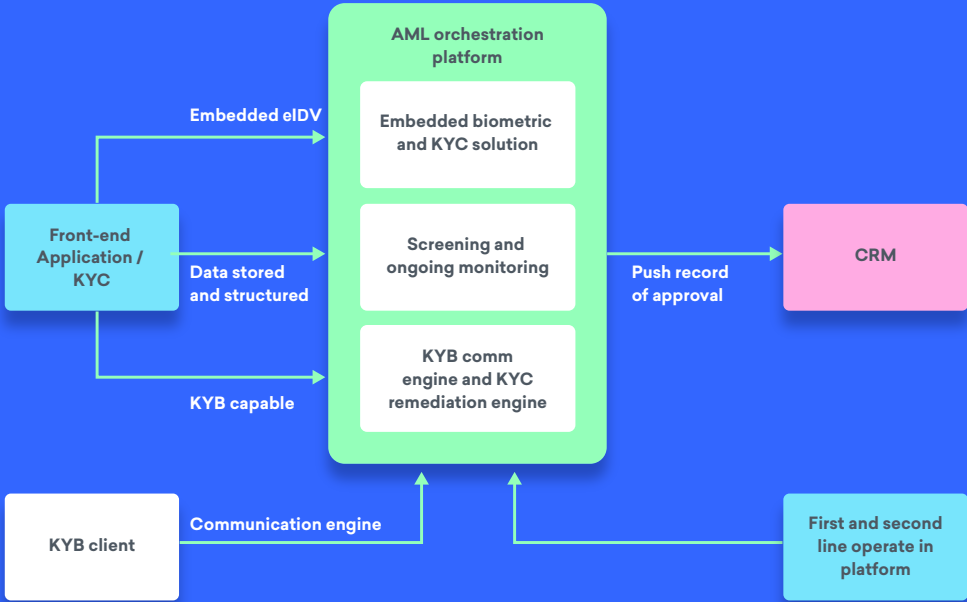 AML orchestration
platform
Embedded eIDV
Embedded biometric
and KYC solution
Front-end
Application /
KYC
Data stored
and structured
Screening and
ongoing monitoring
Push record
of approval
CRM
KYB capable
KYB comm
engine and KYC
remediation engine
KYB client
Communication engine
First and second
line operate in
platform